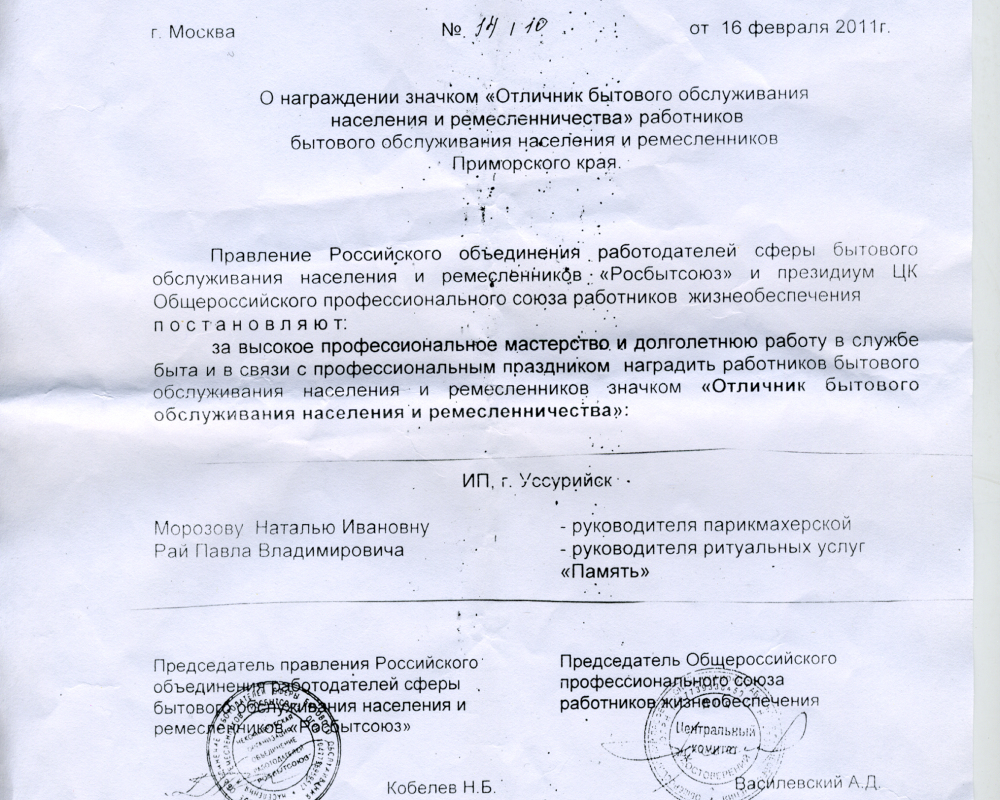 г. Москва № 14/10 от 16 февраля 2011г.
О награждении значком «Отличник бытового обслуживания
населения и ремесленничества» работников
бытового обслуживания населения и ремесленников
Приморского края.
Правление Российского объединения работодателей сферы бытового
обслуживания населения и ремесленников «Росбытсоюз» и президиум ЦК
Общероссийского профессионального союза работников жизнеобеспечения
п о с т а н о в л я ю т:
за высокое профессиональное мастерство и долголетнюю работу в службе
быта и в связи с профессиональным праздником наградить работников бытового
обслуживания населения и ремесленников значком «Отличник бытового
обслуживания населения и ремесленничества»:
ИП, г. Уссурийск
Морозову Наталью Ивановну - руководителя парикмахерской
Рай Павла Владимировича - руководителя ритуальных услуг
«Память»
Председатель правления Российского
объединения работодателей сферы
бытового обслуживания населения и
ремесленников «Росбытсоюз»
Председатель Общероссийского
профессионального союза
работников жизнеобеспечения
Центральный
комитет
Кобелев Н.Б.
Василевский А.Д.